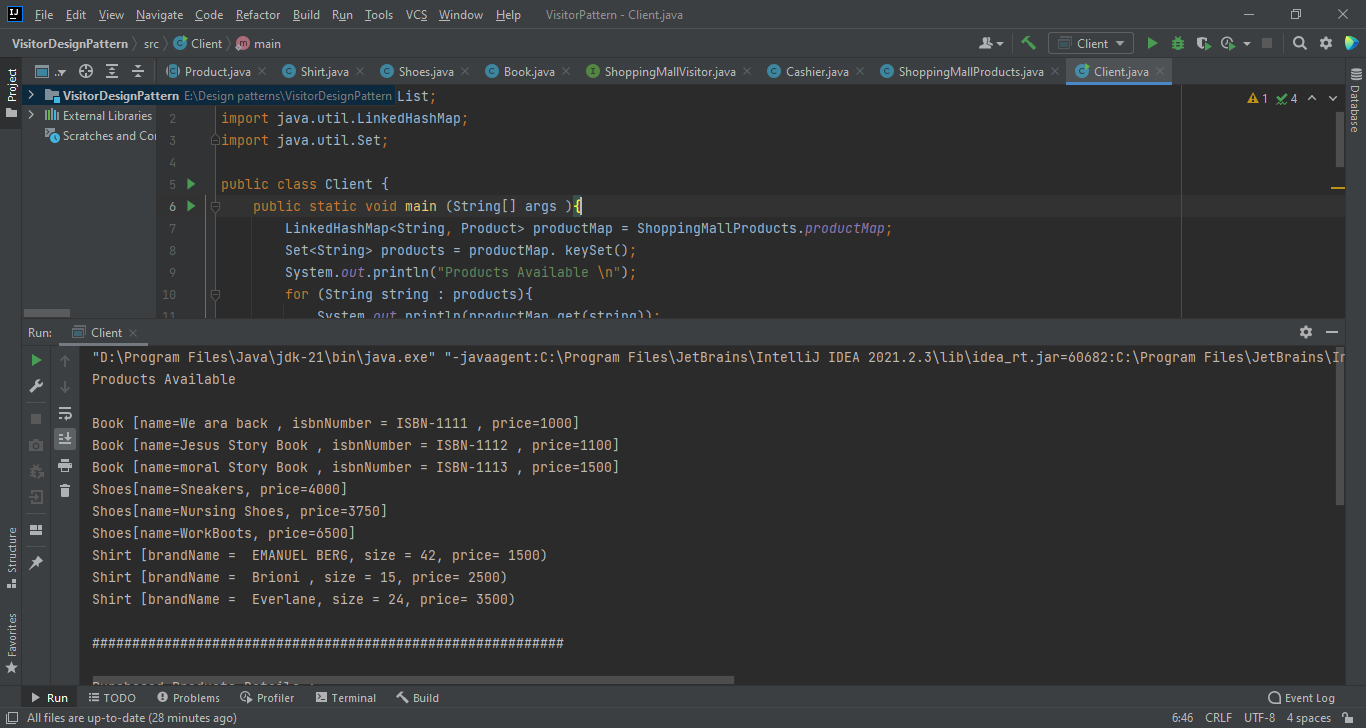 File Edit View Navigate Code Refactor Build Run Tools VCS Window Help VisitorPattern - Client.java
VisitorDesignPattern src Client main Client
Project
Product.java Shirt.java Shoes.java Book.java ShoppingMallVisitor.java Cashier.java ShoppingMallProducts.java Client.java
Database
VisitorDesignPattern E:\Design patterns\VisitorDesignPattern List; 1 4
External Libraries
Scratches and Co
2 import java.util.LinkedHashMap;
3 import java.util.Set;
4
5 public class Client {
6 public static void main (String[] args ){
7 LinkedHashMap<String, Product> productMap = ShoppingMallProducts.productMap;
8 Set<String> products = productMap. keySet();
9 System.out.println("Products Available \n");
10 for (String string : products){
11 System.out.println(productMap.get(string));
Run: Client
"D:\Program Files\Java\jdk-21\bin\java.exe" "-javaagent:C:\Program Files\JetBrains\IntelliJ IDEA 2021.2.3\lib\idea_rt.jar=60682:C:\Program Files\JetBrains\In
Products Available
Book [name=We ara back , isbnNumber = ISBN-1111 , price=1000]
Book [name=Jesus Story Book , isbnNumber = ISBN-1112 , price=1100]
Book [name=moral Story Book , isbnNumber = ISBN-1113 , price=1500]
Shoes[name=Sneakers, price=4000]
Shoes[name=Nursing Shoes, price=3750]
Shoes[name=WorkBoots, price=6500]
Shirt [brandName =  EMANUEL BERG, size = 42, price= 1500)
Shirt [brandName =  Brioni , size = 15, price= 2500)
Shirt [brandName =  Everlane, size = 24, price= 3500)
###########################################################
Purchased Products Details :
Structure
Favorites
Run TODO Problems Profiler Terminal Build Event Log
All files are up-to-date (28 minutes ago) 6:46 CRLF UTF-8 4 spaces